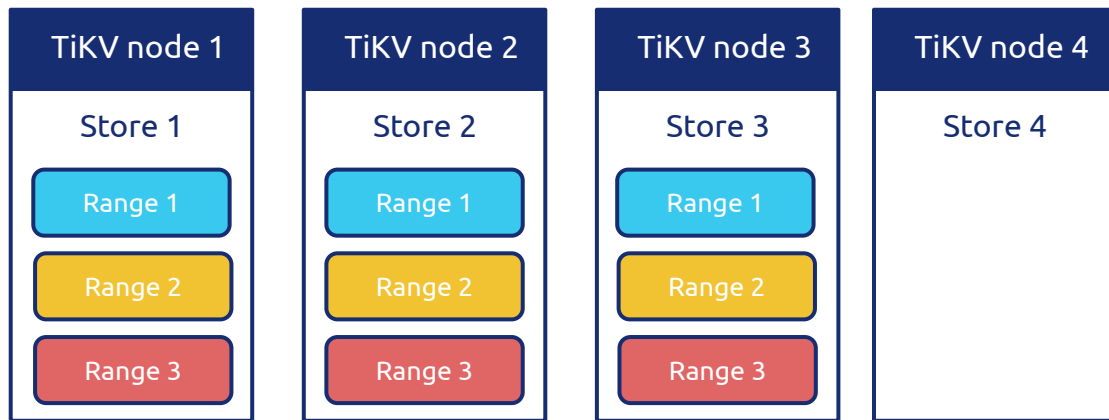 TiKV node 1
Store 1
Range 1
Range 2
Range 3
TiKV node 2
Store 2
Range 1
Range 2
Range 3
TiKV node 3
Store 3
Range 1
Range 2
Range 3
TiKV node 4
Store 4